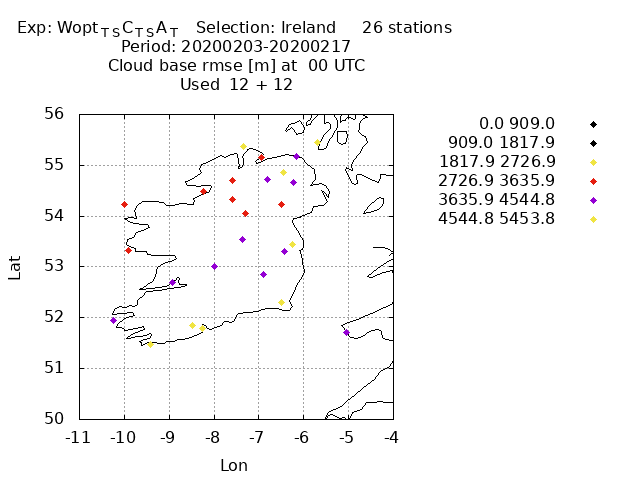 Exp: Wopt_TS C_TS A_T Selection: Ireland 26 stations
Period: 20200203-20200217
Cloud base rmse [m] at 00 UTC
Used 12 + 12
56
55
54
53
52
51
50
Lat
-11 -10 -9 -8 -7 -6 -5 -4
Lon
0.0 909.0
909.0 1817.9
1817.9 2726.9
2726.9 3635.9
3635.9 4544.8
4544.8 5453.8